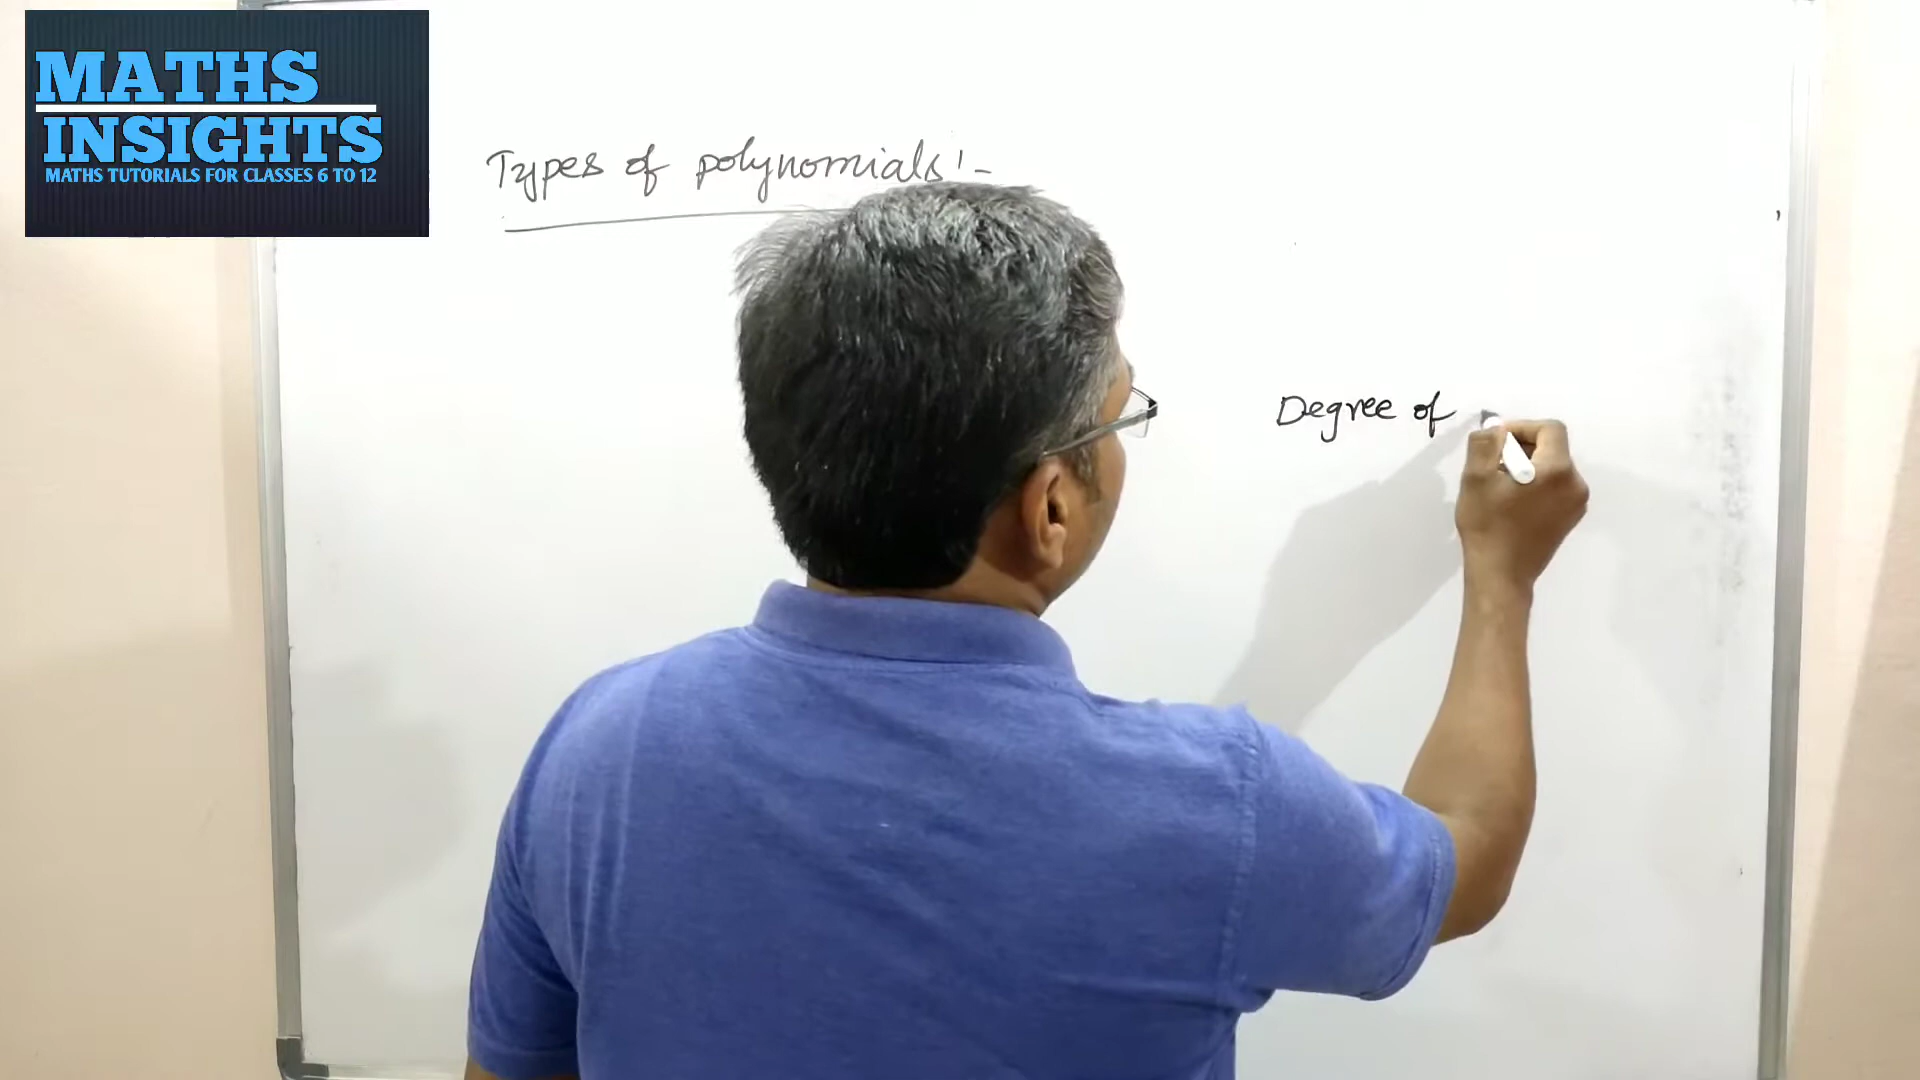 MATHS
INSIGHTS
MATHS TUTORIALS FOR CLASSES 6 TO 12
Types of polynomials:-
Degree of